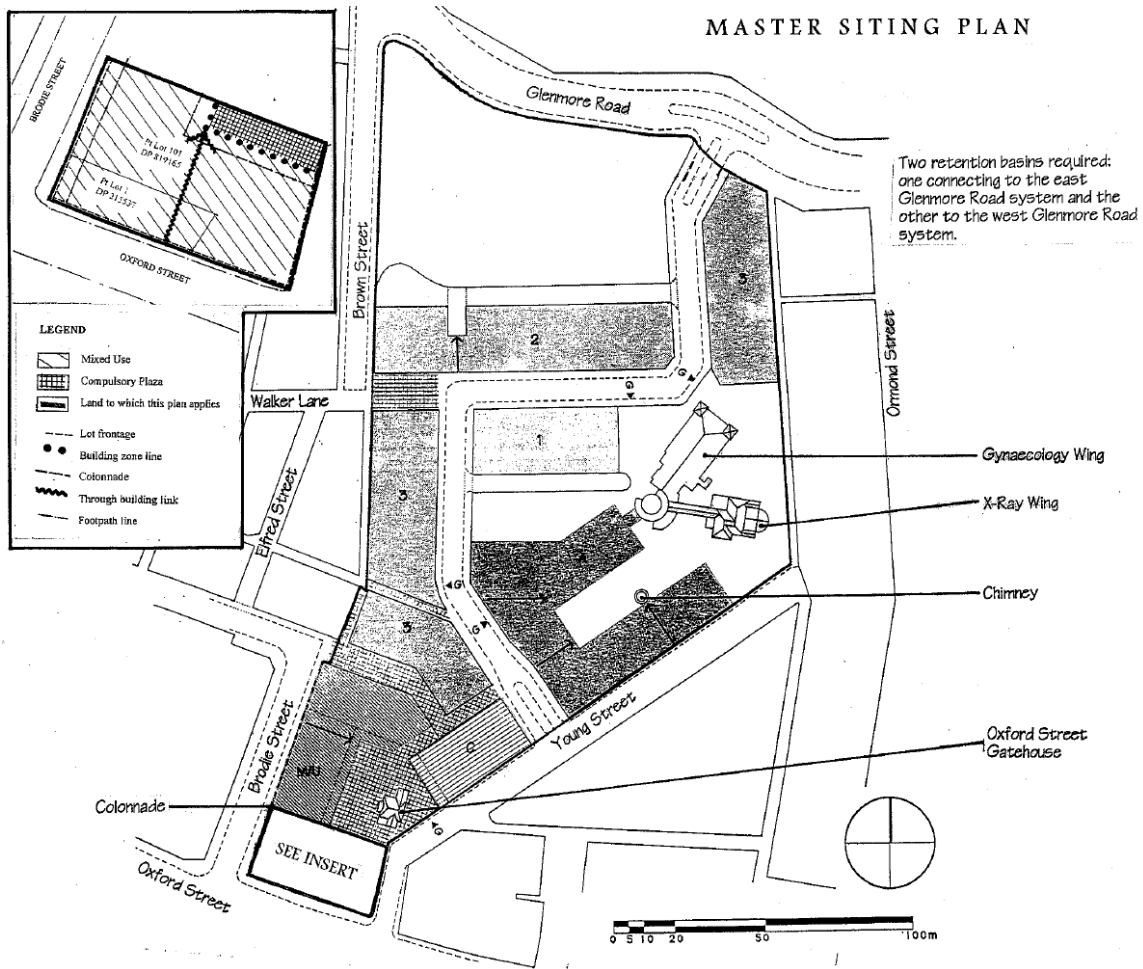 MASTER SITING PLAN
BRODIE STREET
Pt Lot 101
DP 819165
Pt Lot 1
OXFORD STREET
LEGEND
Mixed Use
Compulsory Plaza
Land to which this plan applies
Lot frontage
Building zone line
Colonnade
Through building link
Footpath line
Glenmore Road
Two retention basins required:
one connecting to the east
Glenmore Road system and the
other to the west Glenmore Road
system.
Brown Street
Ormond Street
Walker Lane
Elfred Street
2
3
1
3
3
G
G
G
G
G
C
M/U
Gynaecology Wing
X-Ray Wing
Chimney
Oxford Street
Gatehouse
Young Street
Brodie Street
Colonnade
SEE INSERT
Oxford Street
0 5 10 20 50 100m